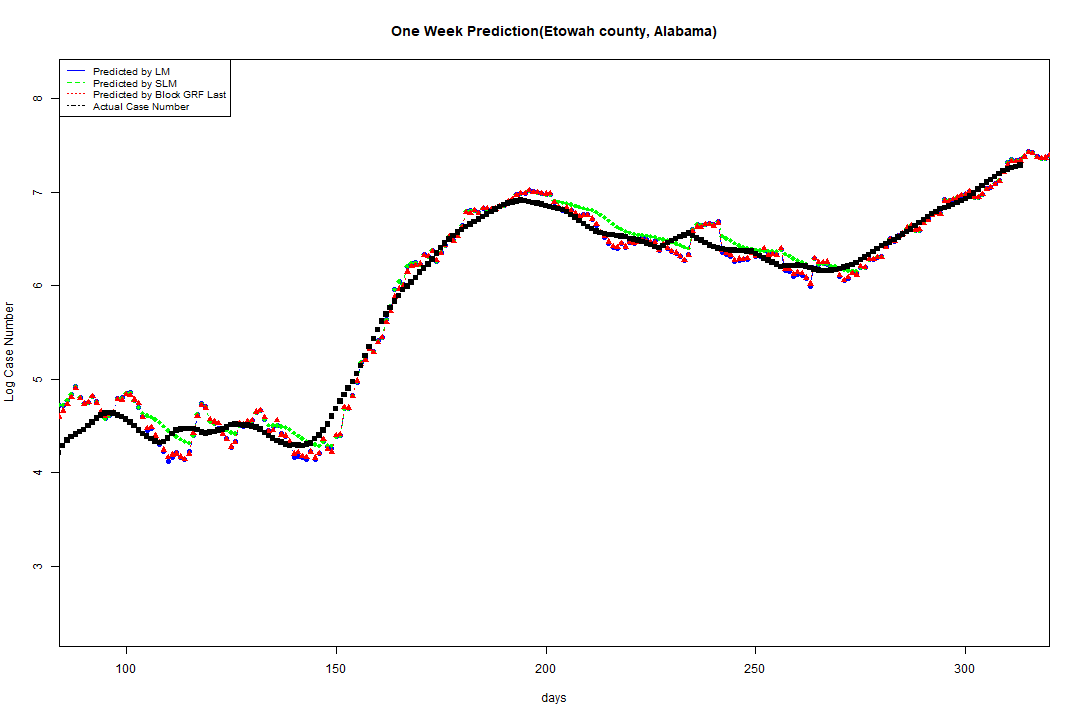 One Week Prediction(Etowah county, Alabama)
Predicted by LM
Predicted by SLM
Predicted by Block GRF Last
Actual Case Number
8
7
6
5
4
3
Log Case Number
100 150 200 250 300
days